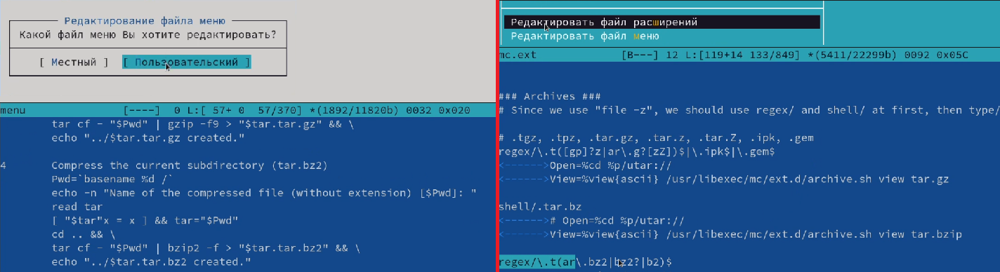 Редактирование файла меню
Какой файл меню Вы хотите редактировать?
[ Местный ] [ Пользовательский ]
menu [----] 0 L:[ 57+ 0 57/370] *(1892/11820b) 0032 0x020
tar cf - "$Pwd" | gzip -f9 > "$tar.tar.gz" && \
echo "../$tar.tar.gz created."
4 Compress the current subdirectory (tar.bz2)
Pwd=`basename %d /`
echo -n "Name of the compressed file (without extension) [$Pwd]: "
read tar
[ "$tar"x = x ] && tar="$Pwd"
cd .. && \
tar cf - "$Pwd" | bzip2 -f > "$tar.tar.bz2" && \
echo "../$tar.tar.bz2 created."
Редактировать файл расширений
Редактировать файл меню
mc.ext [B---] 12 L:[119+14 133/849] *(5411/22299b) 0092 0x05C
### Archives ###
# Since we use "file -z", we should use regex/ and shell/ at first, then type/
# .tgz, .tpz, .tar.gz, .tar.z, .tar.Z, .ipk, .gem
regex/\.t([gp]?z|ar\.g?[zZ])$|\.ipk$|\.gem$
<------>Open=%cd %p/utar://
<------>View=%view{ascii} /usr/libexec/mc/ext.d/archive.sh view tar.gz
shell/.tar.bz
<------># Open=%cd %p/utar://
<------>View=%view{ascii} /usr/libexec/mc/ext.d/archive.sh view tar.bzip
regex/\.t(ar\.bz2|bz2?|b2)$